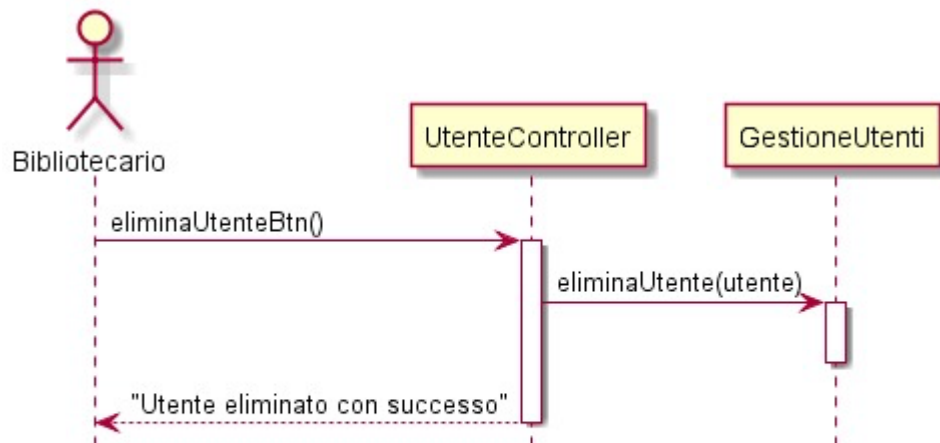 Bibliotecario
UtenteController
GestioneUtenti
eliminaUtenteBtn()
eliminaUtente(utente)
"Utente eliminato con successo"